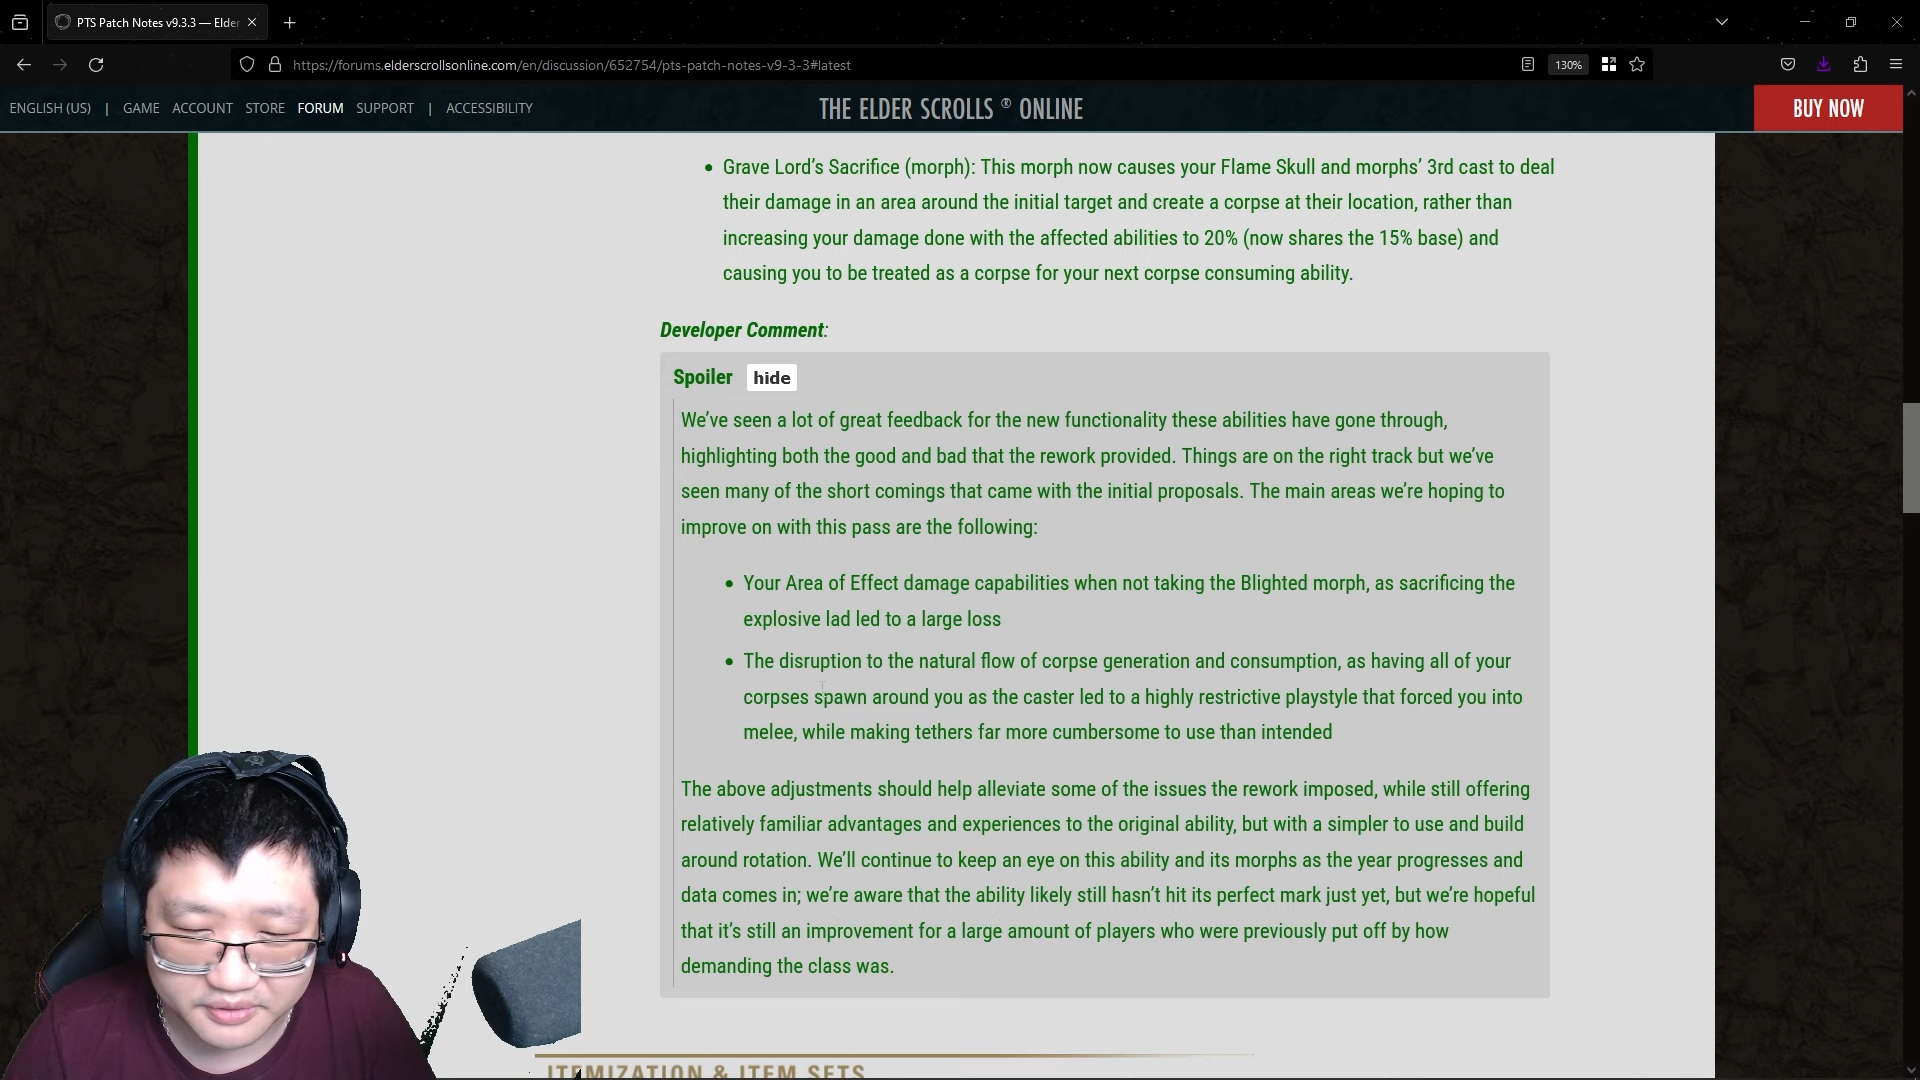 PTS Patch Notes v9.3.3 — Elder
https://forums.elderscrollsonline.com/en/discussion/652754/pts-patch-notes-v9-3-3#latest
130%
ENGLISH (US) | GAME ACCOUNT STORE FORUM SUPPORT | ACCESSIBILITY
THE ELDER SCROLLS ® ONLINE
BUY NOW
• Grave Lord’s Sacrifice (morph): This morph now causes your Flame Skull and morphs’ 3rd cast to deal
their damage in an area around the initial target and create a corpse at their location, rather than
increasing your damage done with the affected abilities to 20% (now shares the 15% base) and
causing you to be treated as a corpse for your next corpse consuming ability.
Developer Comment:
Spoiler hide
We’ve seen a lot of great feedback for the new functionality these abilities have gone through,
highlighting both the good and bad that the rework provided. Things are on the right track but we’ve
seen many of the short comings that came with the initial proposals. The main areas we’re hoping to
improve on with this pass are the following:
• Your Area of Effect damage capabilities when not taking the Blighted morph, as sacrificing the
explosive lad led to a large loss
• The disruption to the natural flow of corpse generation and consumption, as having all of your
corpses spawn around you as the caster led to a highly restrictive playstyle that forced you into
melee, while making tethers far more cumbersome to use than intended
The above adjustments should help alleviate some of the issues the rework imposed, while still offering
relatively familiar advantages and experiences to the original ability, but with a simpler to use and build
around rotation. We’ll continue to keep an eye on this ability and its morphs as the year progresses and
data comes in; we’re aware that the ability likely still hasn’t hit its perfect mark just yet, but we’re hopeful
that it’s still an improvement for a large amount of players who were previously put off by how
demanding the class was.
ITEMIZATION & ITEM SETS